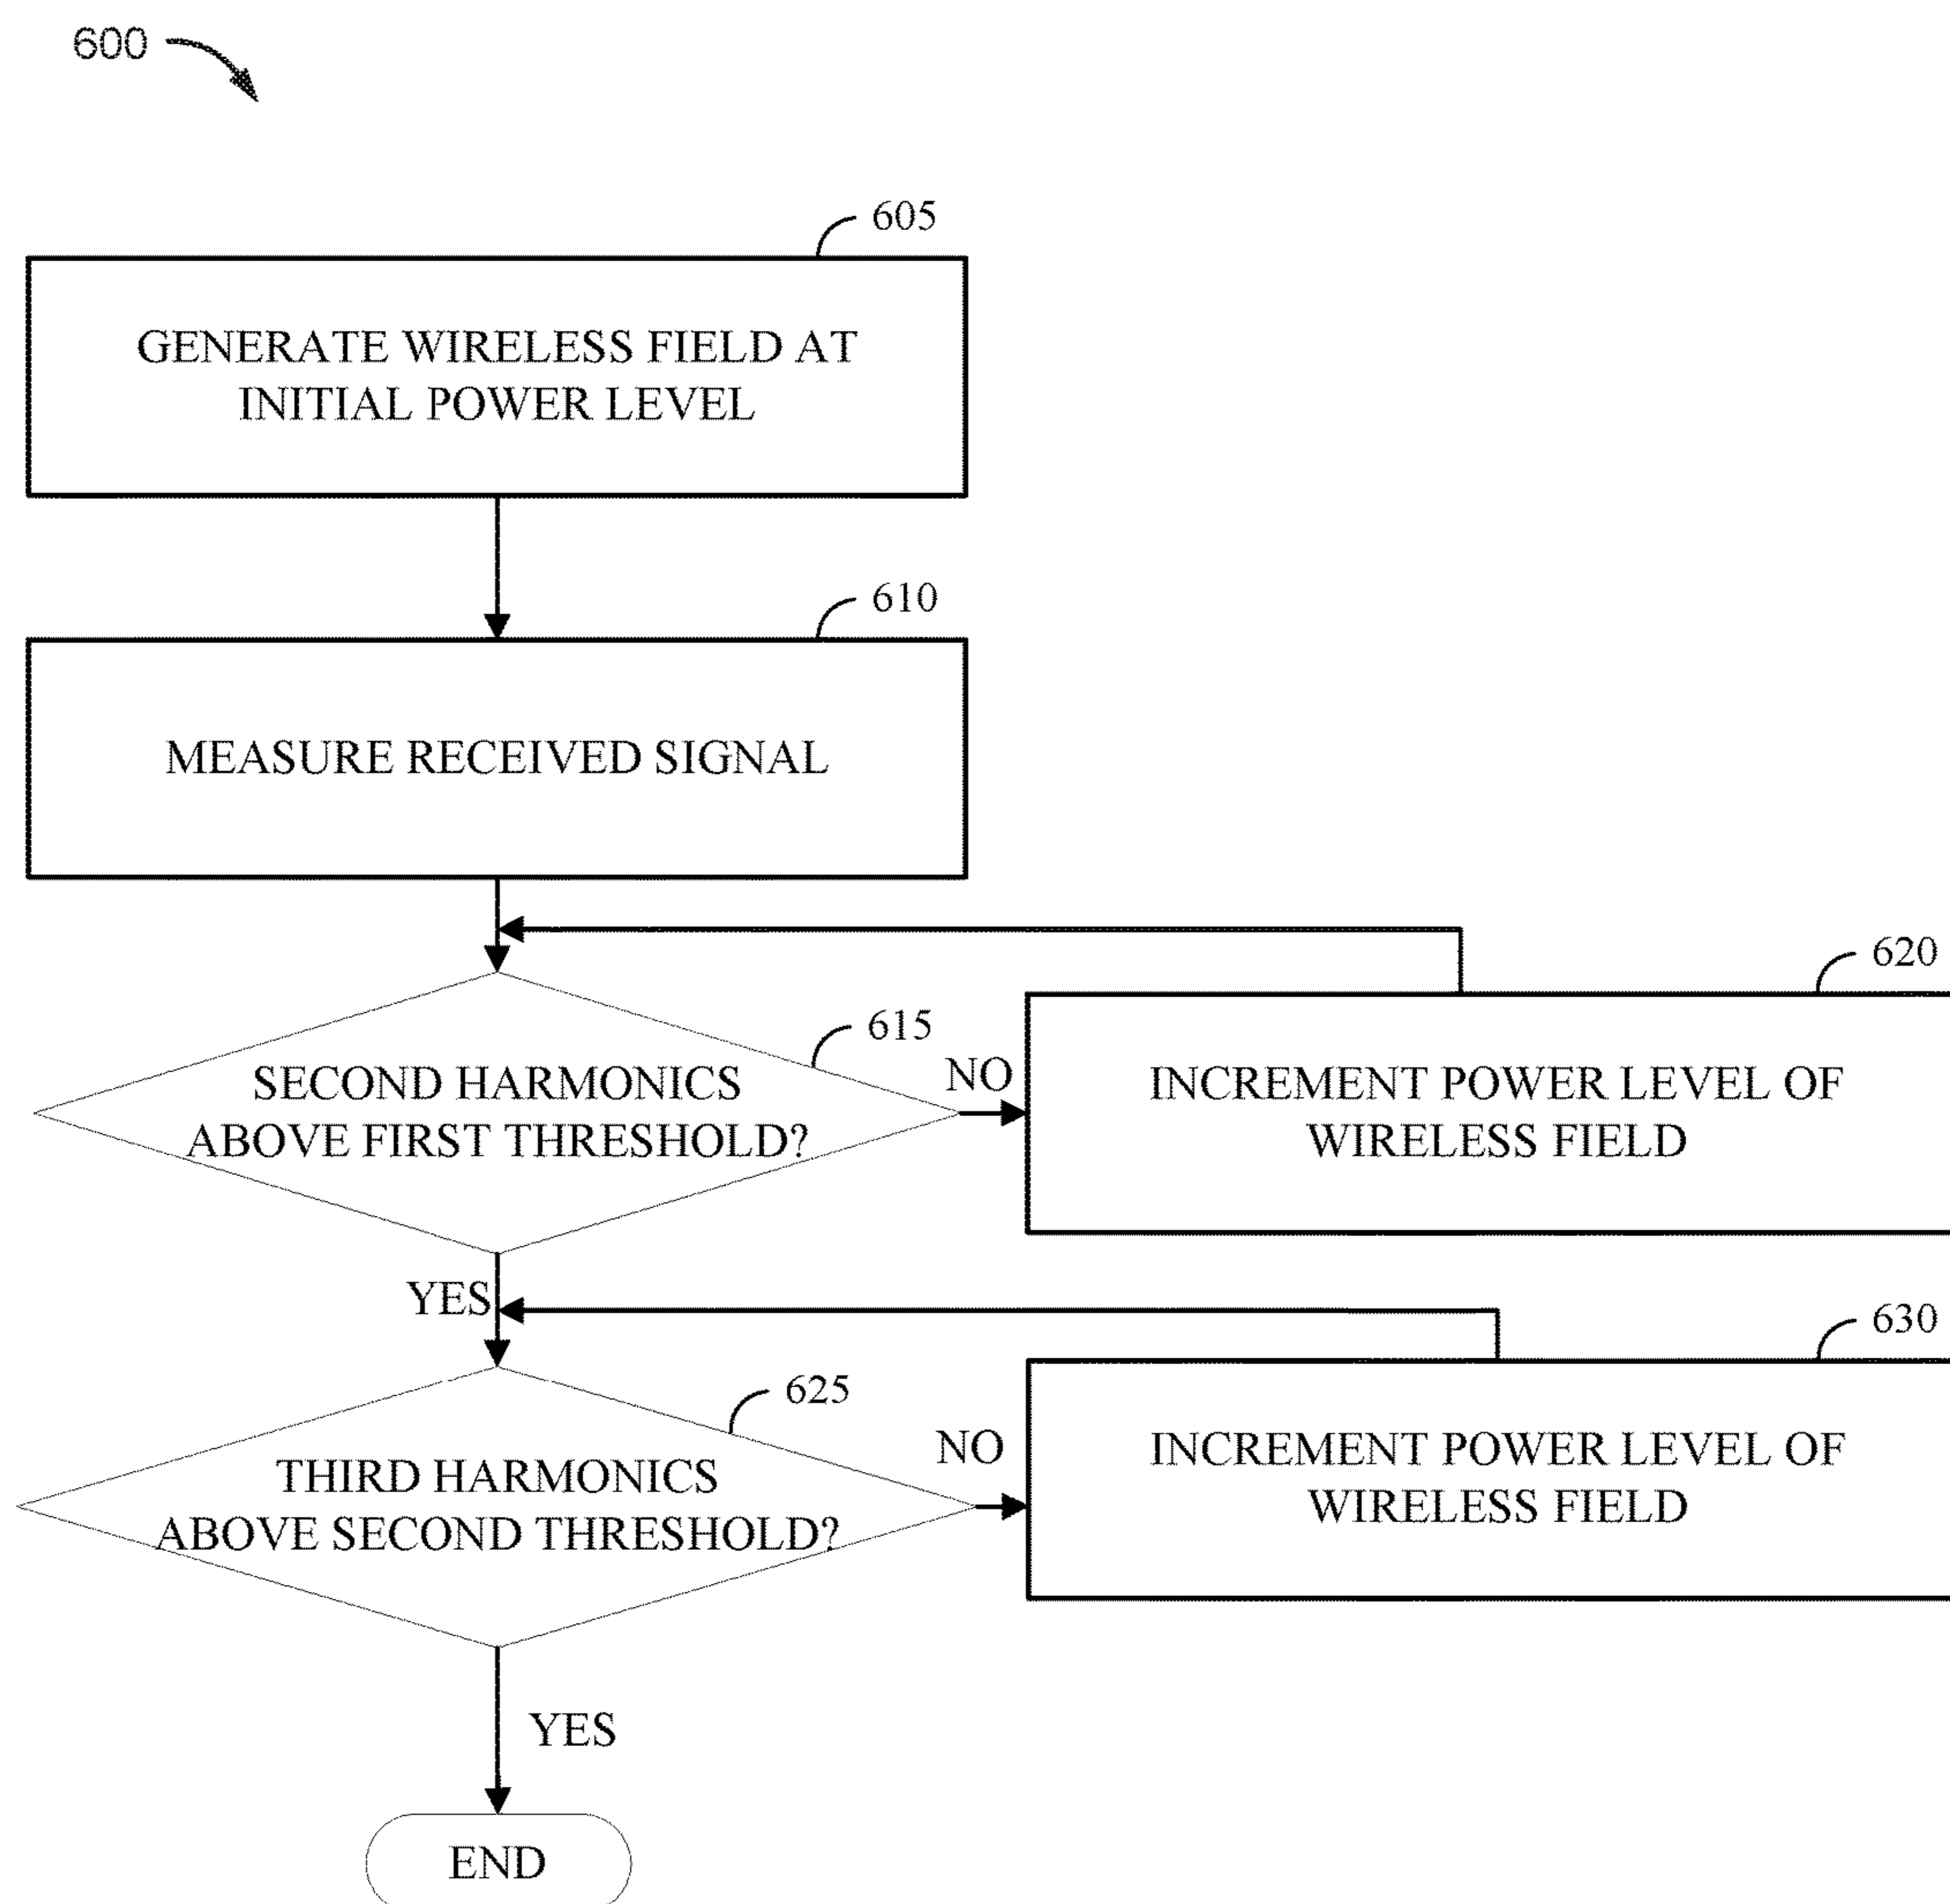 600
605
GENERATE WIRELESS FIELD AT
INITIAL POWER LEVEL
610
MEASURE RECEIVED SIGNAL
620
615
NO
SECOND HARMONICS
ABOVE FIRST THRESHOLD?
INCREMENT POWER LEVEL OF
WIRELESS FIELD
YES
630
625
NO
THIRD HARMONICS
ABOVE SECOND THRESHOLD?
INCREMENT POWER LEVEL OF
WIRELESS FIELD
YES
END